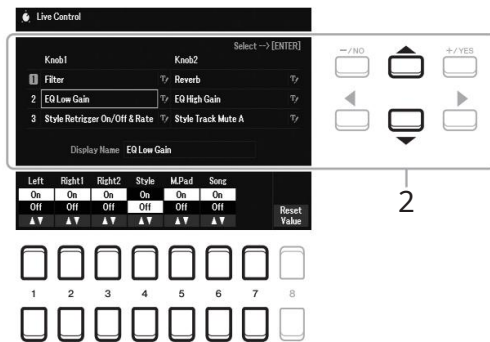 Live Control
Select --> [ENTER]
Knob1 Knob2
1 Filter Reverb
2 EQ Low Gain EQ High Gain
3 Style Retrigger On/Off & Rate Style Track Mute A
Display Name EQ Low Gain
Left Right1 Right2 Style M.Pad Song
On On On On On On
Off Off Off Off Off Off
Reset
Value
-/NO +/YES
2
1 2 3 4 5 6 7 8